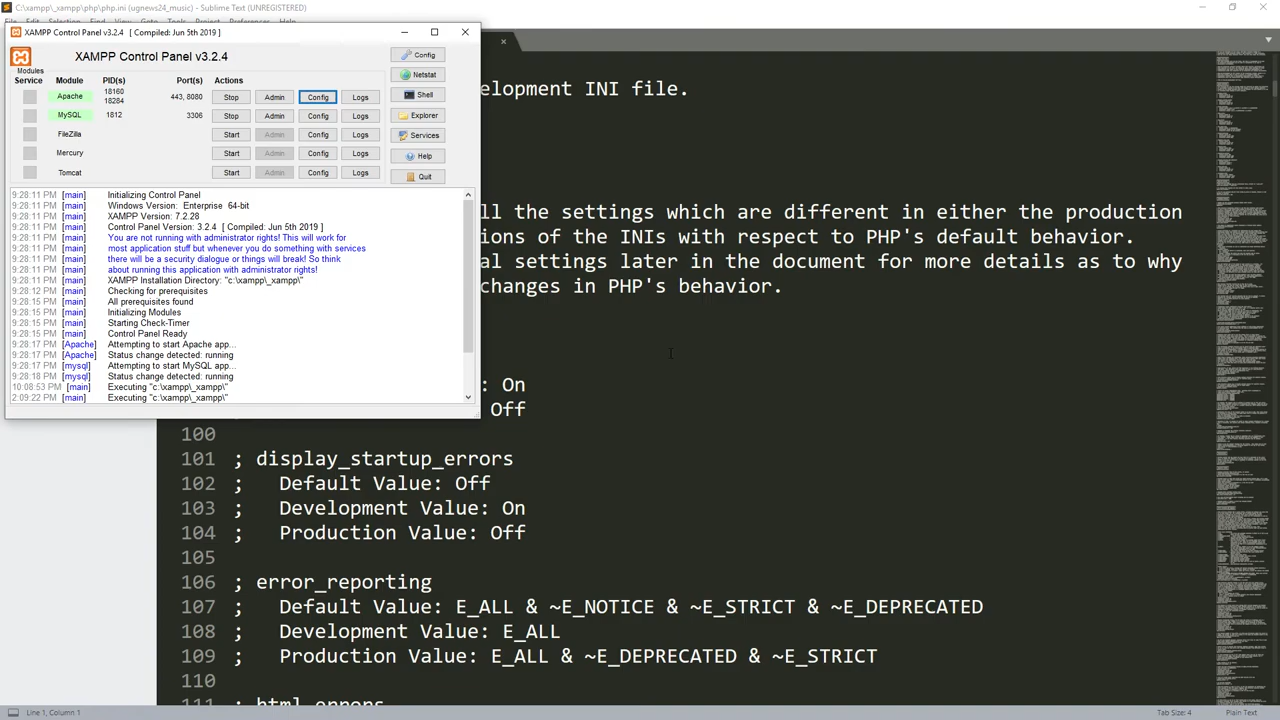 C:\xampp\_xampp\php\php.ini (ugnews24_music) - Sublime Text (UNREGISTERED)
File Edit Selection Find View Goto Tools Project Preferences Help
XAMPP Control Panel v3.2.4 [ Compiled: Jun 5th 2019 ]
XAMPP Control Panel v3.2.4
Config
Modules
Service Module PID(s) Port(s) Actions
Netstat
Apache 18160 18284 443, 8080 Stop Admin Config Logs
Shell
MySQL 1812 3306 Stop Admin Config Logs
Explorer
FileZilla Start Admin Config Logs
Services
Mercury Start Admin Config Logs
Help
Tomcat Start Admin Config Logs
Quit
9:28:11 PM [main] Initializing Control Panel
9:28:11 PM [main] Windows Version: Enterprise 64-bit
9:28:11 PM [main] XAMPP Version: 7.2.28
9:28:11 PM [main] Control Panel Version: 3.2.4 [ Compiled: Jun 5th 2019 ]
9:28:11 PM [main] You are not running with administrator rights! This will work for
9:28:11 PM [main] most application stuff but whenever you do something with services
9:28:11 PM [main] there will be a security dialogue or things will break! So think
9:28:11 PM [main] about running this application with administrator rights!
9:28:11 PM [main] XAMPP Installation Directory: "c:\xampp\_xampp\"
9:28:12 PM [main] Checking for prerequisites
9:28:15 PM [main] All prerequisites found
9:28:15 PM [main] Initializing Modules
9:28:15 PM [main] Starting Check-Timer
9:28:15 PM [main] Control Panel Ready
9:28:17 PM [Apache] Attempting to start Apache app...
9:28:17 PM [Apache] Status change detected: running
9:28:17 PM [mysql] Attempting to start MySQL app...
9:28:18 PM [mysql] Status change detected: running
10:08:53 PM [main] Executing "c:\xampp\_xampp\"
2:09:22 PM [main] Executing "c:\xampp\_xampp\"
elopment INI file.
ll the settings which are different in either the production
ions of the INIs with respect to PHP's default behavior.
al settings later in the document for more details as to why
changes in PHP's behavior.
: On
Off
100
101 ; display_startup_errors
102 ; Default Value: Off
103 ; Development Value: On
104 ; Production Value: Off
105
106 ; error_reporting
107 ; Default Value: E_ALL & ~E_NOTICE & ~E_STRICT & ~E_DEPRECATED
108 ; Development Value: E_ALL
109 ; Production Value: E_ALL & ~E_DEPRECATED & ~E_STRICT
110
111 ; html_errors
Line 1, Column 1
Tab Size: 4 Plain Text